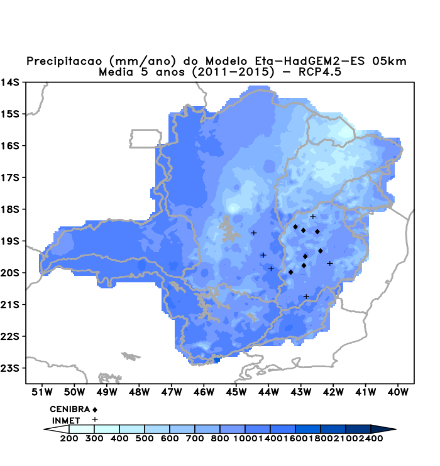 Precipitacao (mm/ano) do Modelo Eta-HadGEM2-ES 05km
Media 5 anos (2011-2015) - RCP4.5
14S
15S
16S
17S
18S
19S
20S
21S
22S
23S
51W 50W 49W 48W 47W 46W 45W 44W 43W 42W 41W 40W
CENIBRA
INMET
200 300 400 500 600 700 800 1000 1400 1600 1800 2100 2400